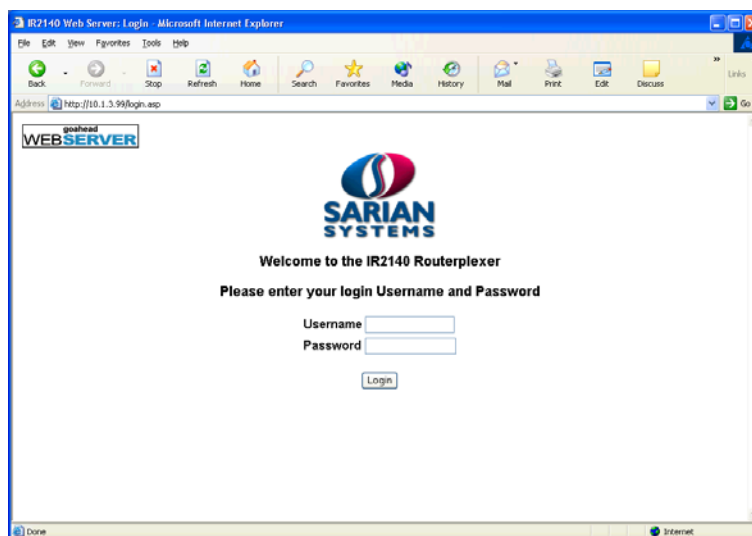 IR2140 Web Server: Login - Microsoft Internet Explorer
File Edit View Favorites Tools Help
Back Forward Stop Refresh Home Search Favorites Media History Mail Print Edit Discuss » Links
Address http://10.1.3.99/login.asp Go
goahead
WEBSERVER
SARIAN
SYSTEMS
Welcome to the IR2140 Routerplexer
Please enter your login Username and Password
Username
Password
Login
Done Internet